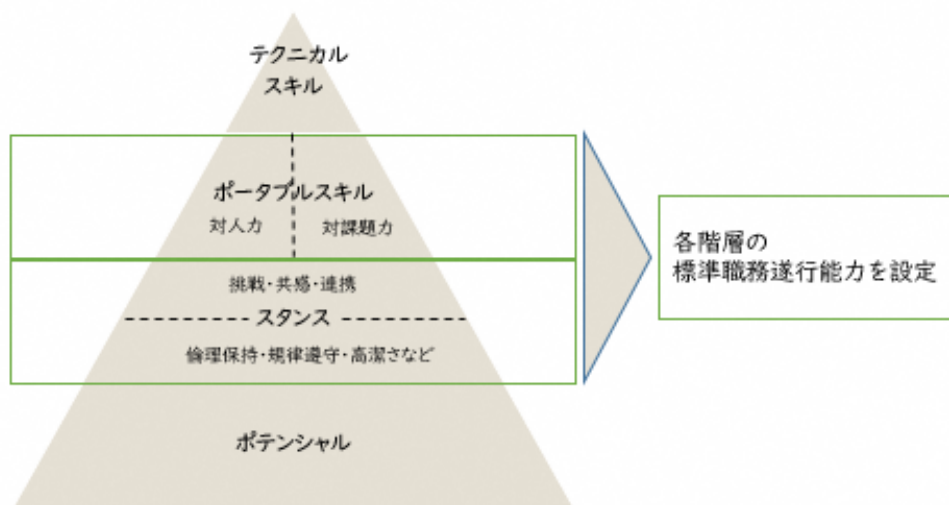 テクニカル
スキル
ポータブルスキル
対人力
対課題力
挑戦・共感・連携
スタンス
倫理保持・規律遵守・高潔さなど
ポテンシャル
各階層の
標準職務遂行能力を設定